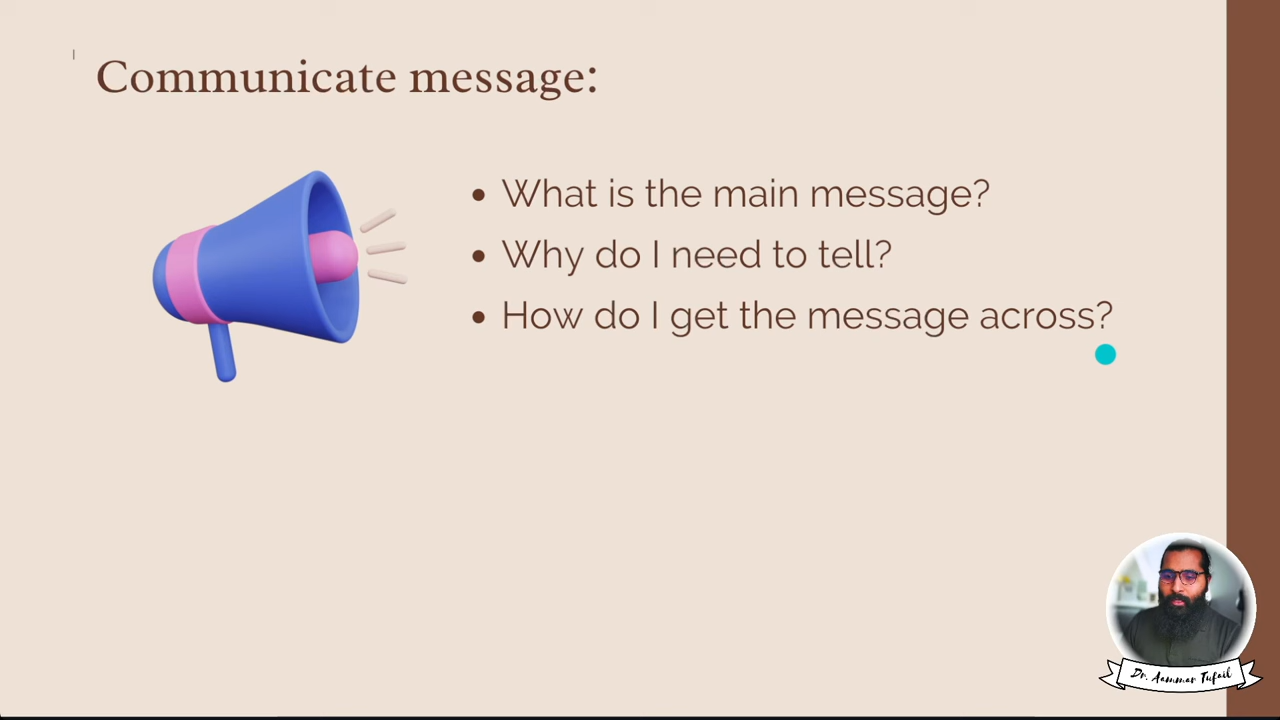 Communicate message:
• What is the main message?
• Why do I need to tell?
• How do I get the message across?
Dr. Aammar Tufail